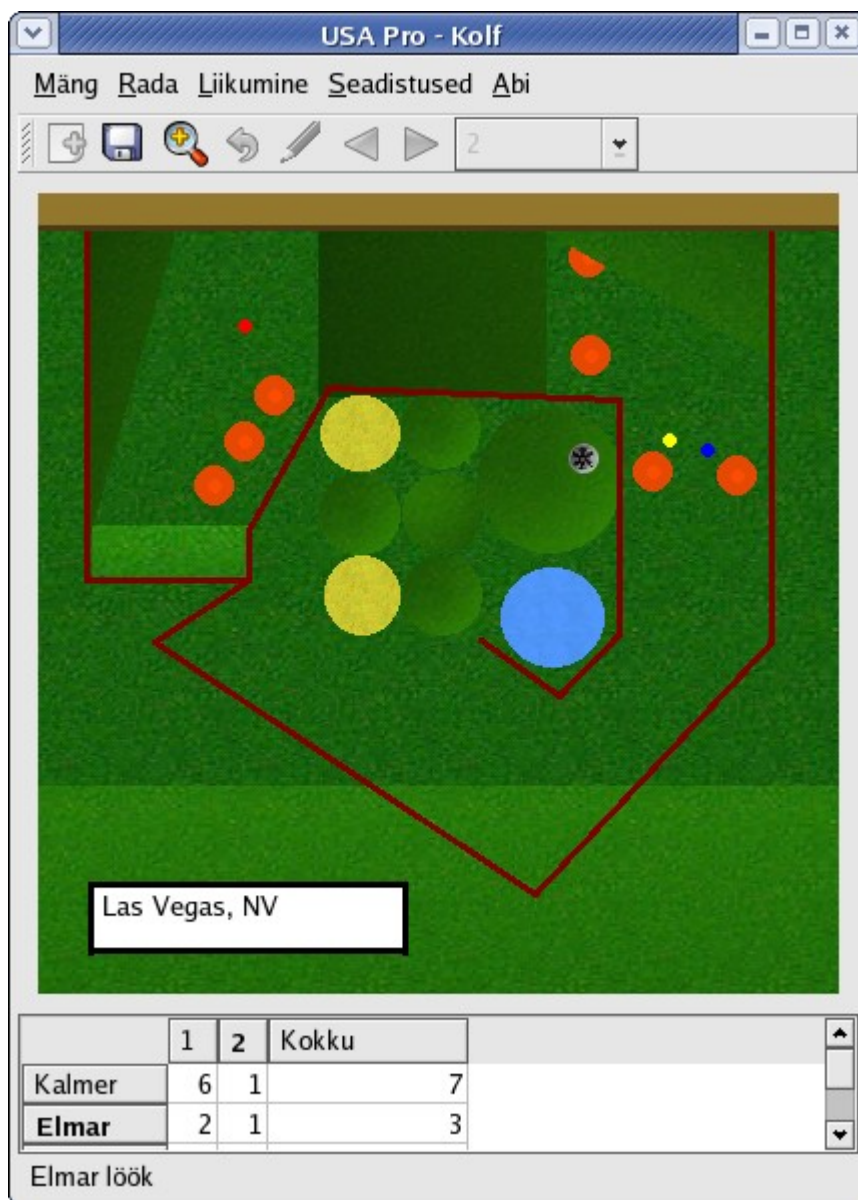 USA Pro - Kolf
Mäng Rada Liikumine Seadistused Abi
2
Las Vegas, NV
1 2 Kokku
Kalmer 6 1 7
Elmar 2 1 3
Elmar löök